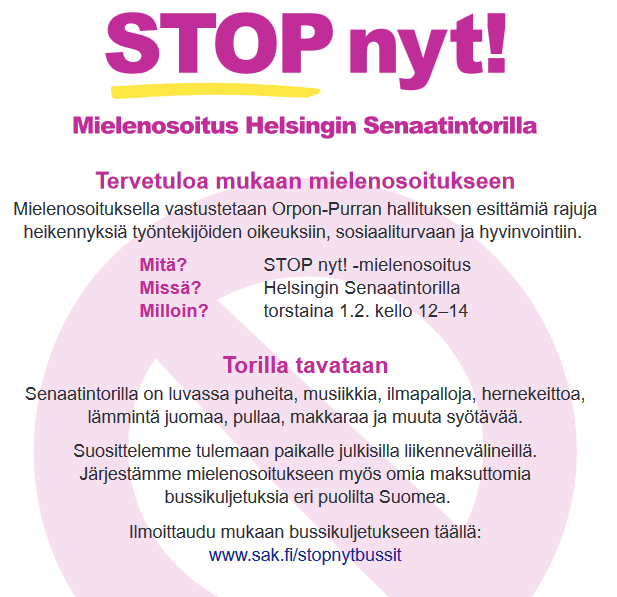 STOP nyt!
Mielenosoitus Helsingin Senaatintorilla
Tervetuloa mukaan mielenosoitukseen
Mielenosoituksella vastustetaan Orpon-Purran hallituksen esittämiä rajuja
heikennyksiä työntekijöiden oikeuksiin, sosiaaliturvaan ja hyvinvointiin.
Mitä? STOP nyt! -mielenosoitus
Missä? Helsingin Senaatintorilla
Milloin? torstaina 1.2. kello 12–14
Torilla tavataan
Senaatintorilla on luvassa puheita, musiikkia, ilmapalloja, hernekeittoa,
lämmintä juomaa, pullaa, makkaraa ja muuta syötävää.
Suosittelemme tulemaan paikalle julkisilla liikennevälineillä.
Järjestämme mielenosoitukseen myös omia maksuttomia
bussikuljetuksia eri puolilta Suomea.
Ilmoittaudu mukaan bussikuljetukseen täällä:
www.sak.fi/stopnytbussit